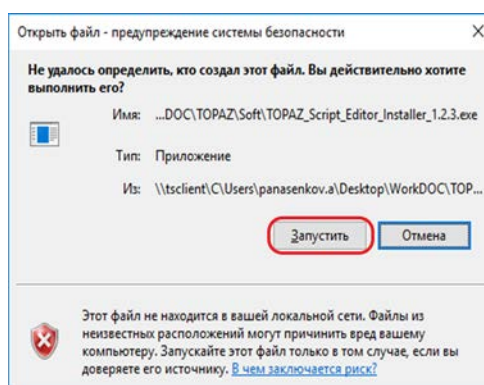 Открыть файл - предупреждение системы безопасности
Не удалось определить, кто создал этот файл. Вы действительно хотите
выполнить его?
Имя: ...DOC\TOPAZ\Soft\TOPAZ_Script_Editor_Installer_1.2.3.exe
Тип: Приложение
Из: \\tsclient\C\Users\panasenkov.a\Desktop\WorkDOC\TOP...
Запустить Отмена
Этот файл не находится в вашей локальной сети. Файлы из
неизвестных расположений могут причинить вред вашему
компьютеру. Запускайте этот файл только в том случае, если вы
доверяете его источнику. В чем заключается риск?